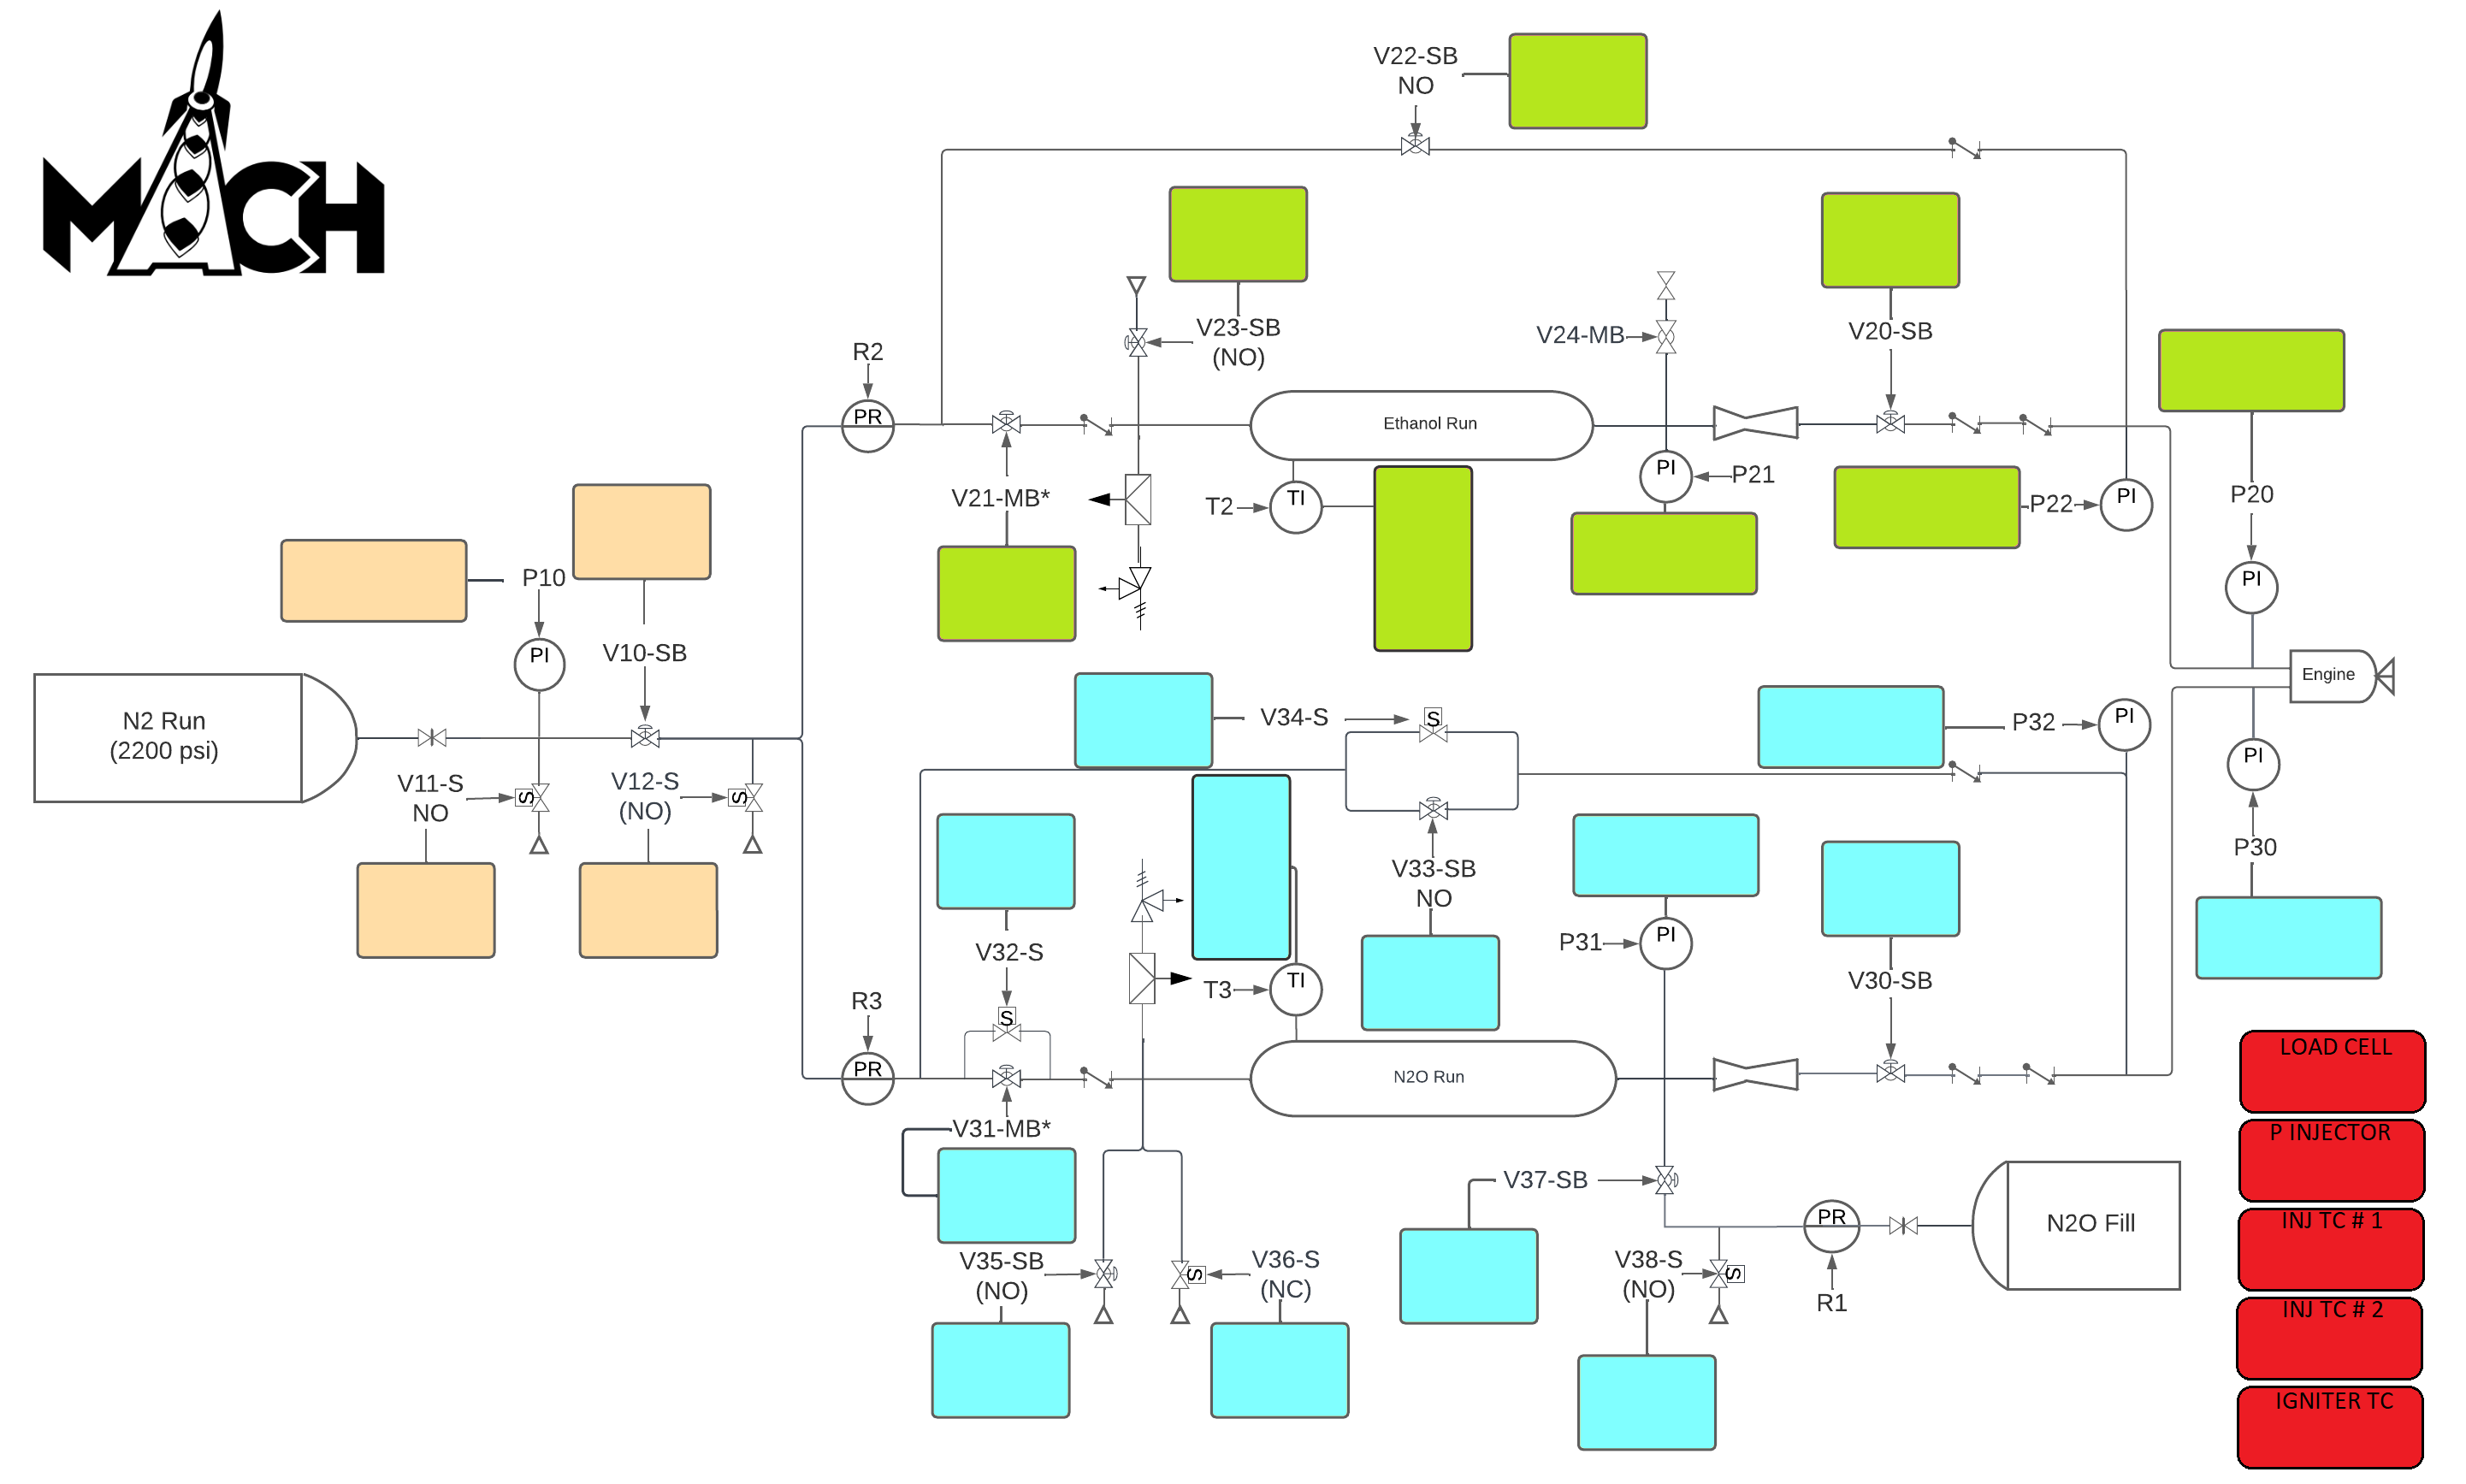 MACH
V22-SB
NO
V23-SB
(NO)
V24-MB
V20-SB
R2
PR
Ethanol Run
V21-MB*
T2
TI
PI
P21
P22
PI
P20
PI
P10
PI
V10-SB
N2 Run
(2200 psi)
V11-S
NO
S
V12-S
(NO)
S
V34-S
S
P32
PI
Engine
PI
P30
V33-SB
NO
V32-S
S
T3
TI
P31
PI
V30-SB
R3
PR
N2O Run
V31-MB*
V35-SB
(NO)
V36-S
(NC)
S
V37-SB
V38-S
(NO)
S
PR
R1
N2O Fill
LOAD CELL
P INJECTOR
INJ TC # 1
INJ TC # 2
IGNITER TC